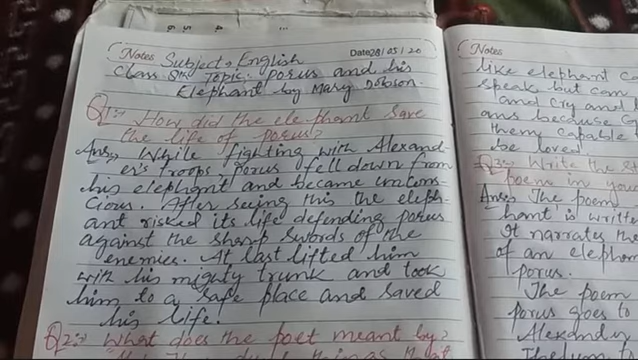 Notes Subject: English Date 28/05/20
Class 8th Topic: Porus and his
Elephant by Mary Dobson.
Q1:- How did the elephant save
the life of porus?
Ans:, While fighting with Alexand-
er's troops, porus fell down from
his elephant and became uncons-
cious. After seeing this the eleph-
ant risked its life defending porus
against the sharp swords of the
enemies. At last lifted him
with his mighty trunk and took
him to a safe place and saved
his life.
Q2:- What does the poet meant by?
things that
Notes
like elephant c
speak but can
and cry and
ans because G
them capable
be loved
Write the s
poem in you
Ans:, The poem
hant is writte
It narrates the
of an elephan
porus.
The poem
porus goes to
Alexander